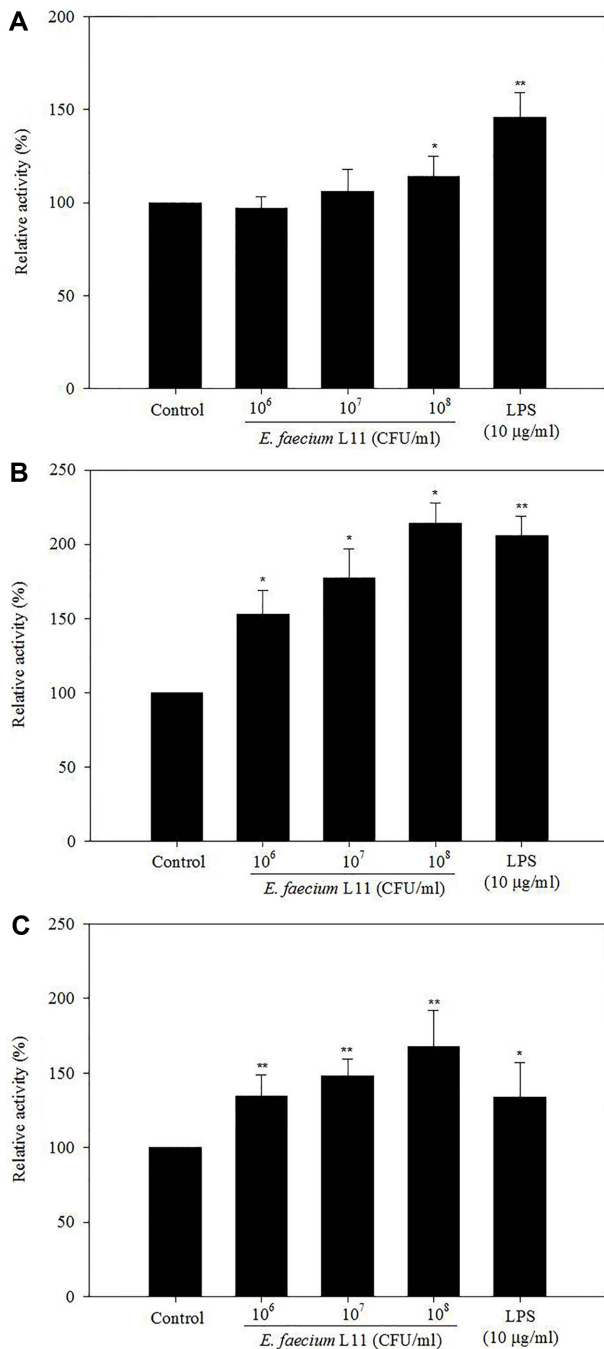 A
200
150
100
50
0
Relative activity (%)
*
**
Control
10⁶
10⁷
10⁸
LPS
(10 µg/ml)
E. faecium L11 (CFU/ml)
B
250
200
150
100
50
0
Relative activity (%)
*
*
*
**
Control
10⁶
10⁷
10⁸
LPS
(10 µg/ml)
E. faecium L11 (CFU/ml)
C
250
200
150
100
50
0
Relative activity (%)
**
**
**
*
Control
10⁶
10⁷
10⁸
LPS
(10 µg/ml)
E. faecium L11 (CFU/ml)